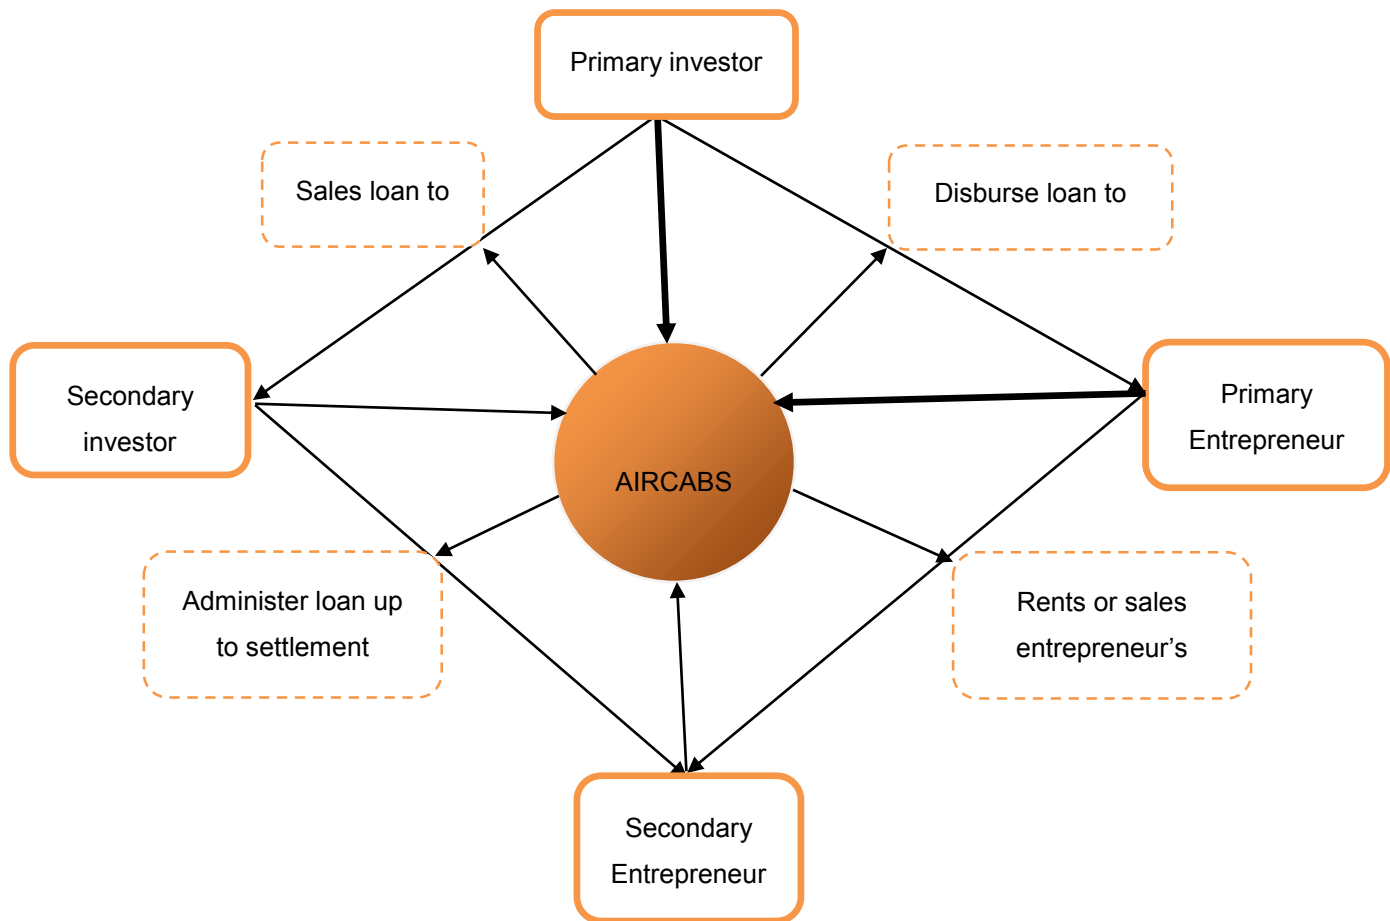 Primary investor
Sales loan to
Disburse loan to
Secondary
investor
Primary
Entrepreneur
AIRCABS
Administer loan up
to settlement
Rents or sales
entrepreneur’s
Secondary
Entrepreneur